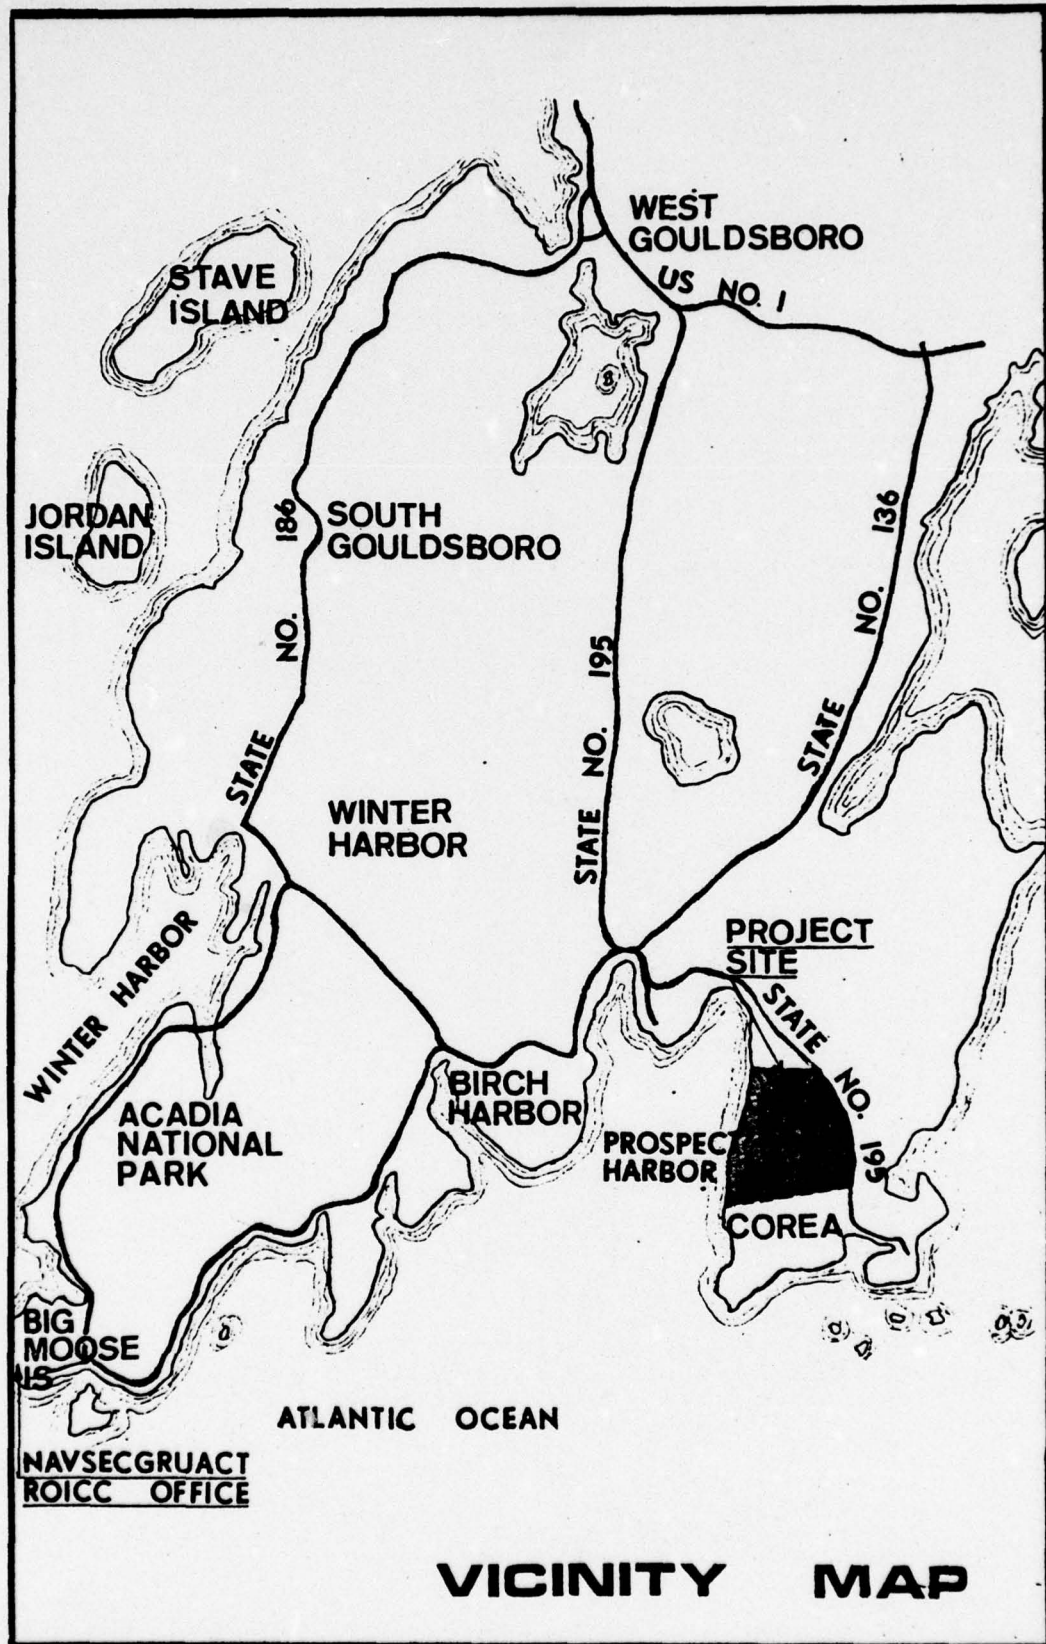 WEST
GOULDSBORO
US NO. 1
STAVE
ISLAND
JORDAN
ISLAND
SOUTH
GOULDSBORO
STATE NO. 186
STATE NO. 195
STATE NO. 136
WINTER
HARBOR
WINTER HARBOR
PROJECT
SITE
STATE NO. 195
ACADIA
NATIONAL
PARK
BIRCH
HARBOR
PROSPECT
HARBOR
COREA
BIG
MOOSE
IS
ATLANTIC OCEAN
NAVSECGRUACT
ROICC OFFICE
VICINITY MAP